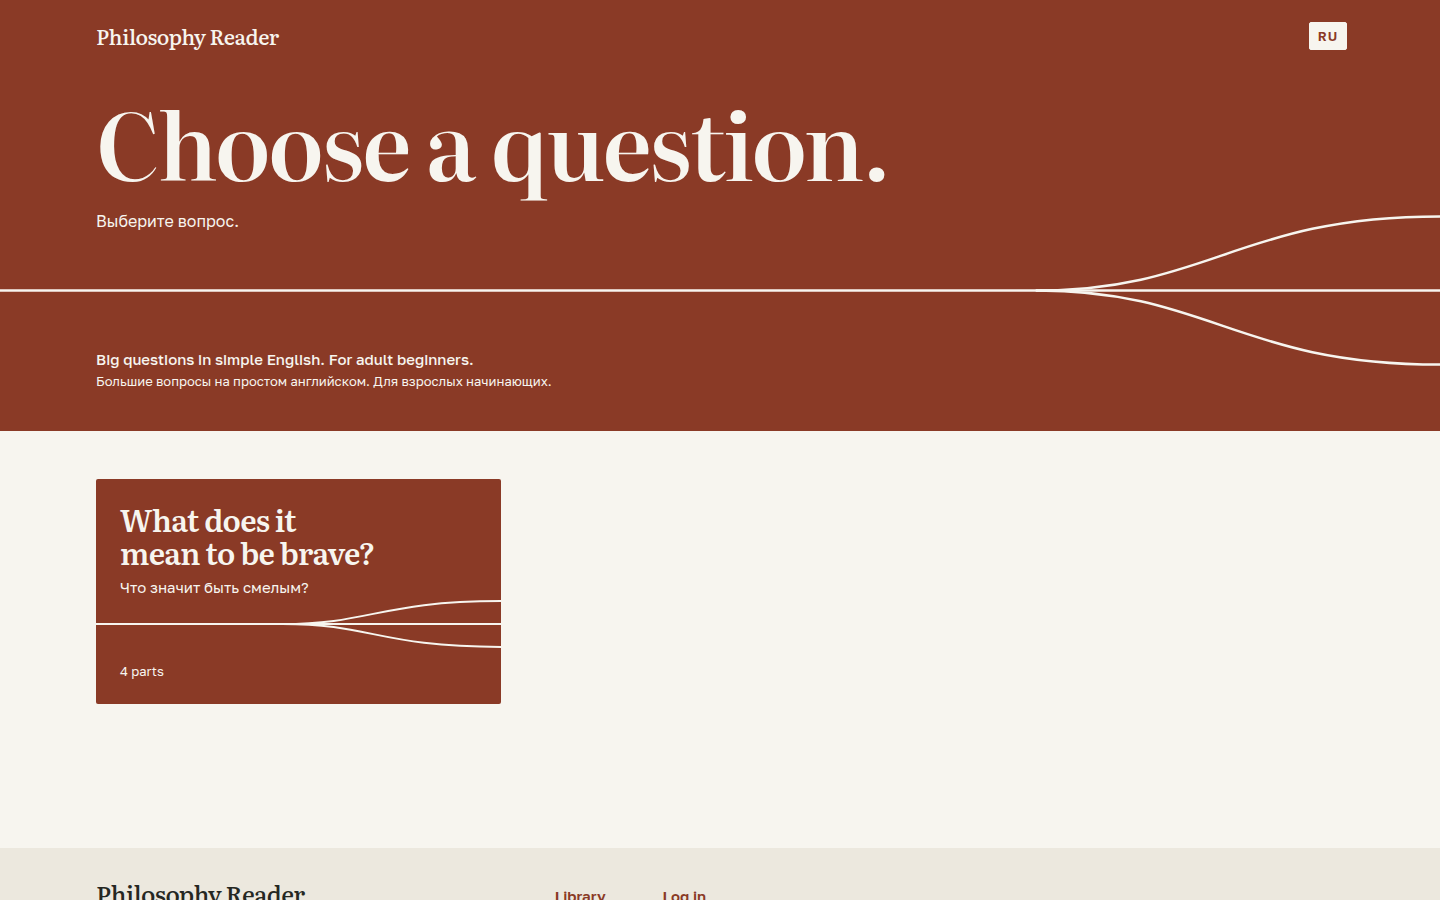 Philosophy Reader
RU
Choose a question.
Выберите вопрос.
Big questions in simple English. For adult beginners.
Большие вопросы на простом английском. Для взрослых начинающих.
What does it
mean to be brave?
Что значит быть смелым?
4 parts
Philosophy Reader
Library
Log in